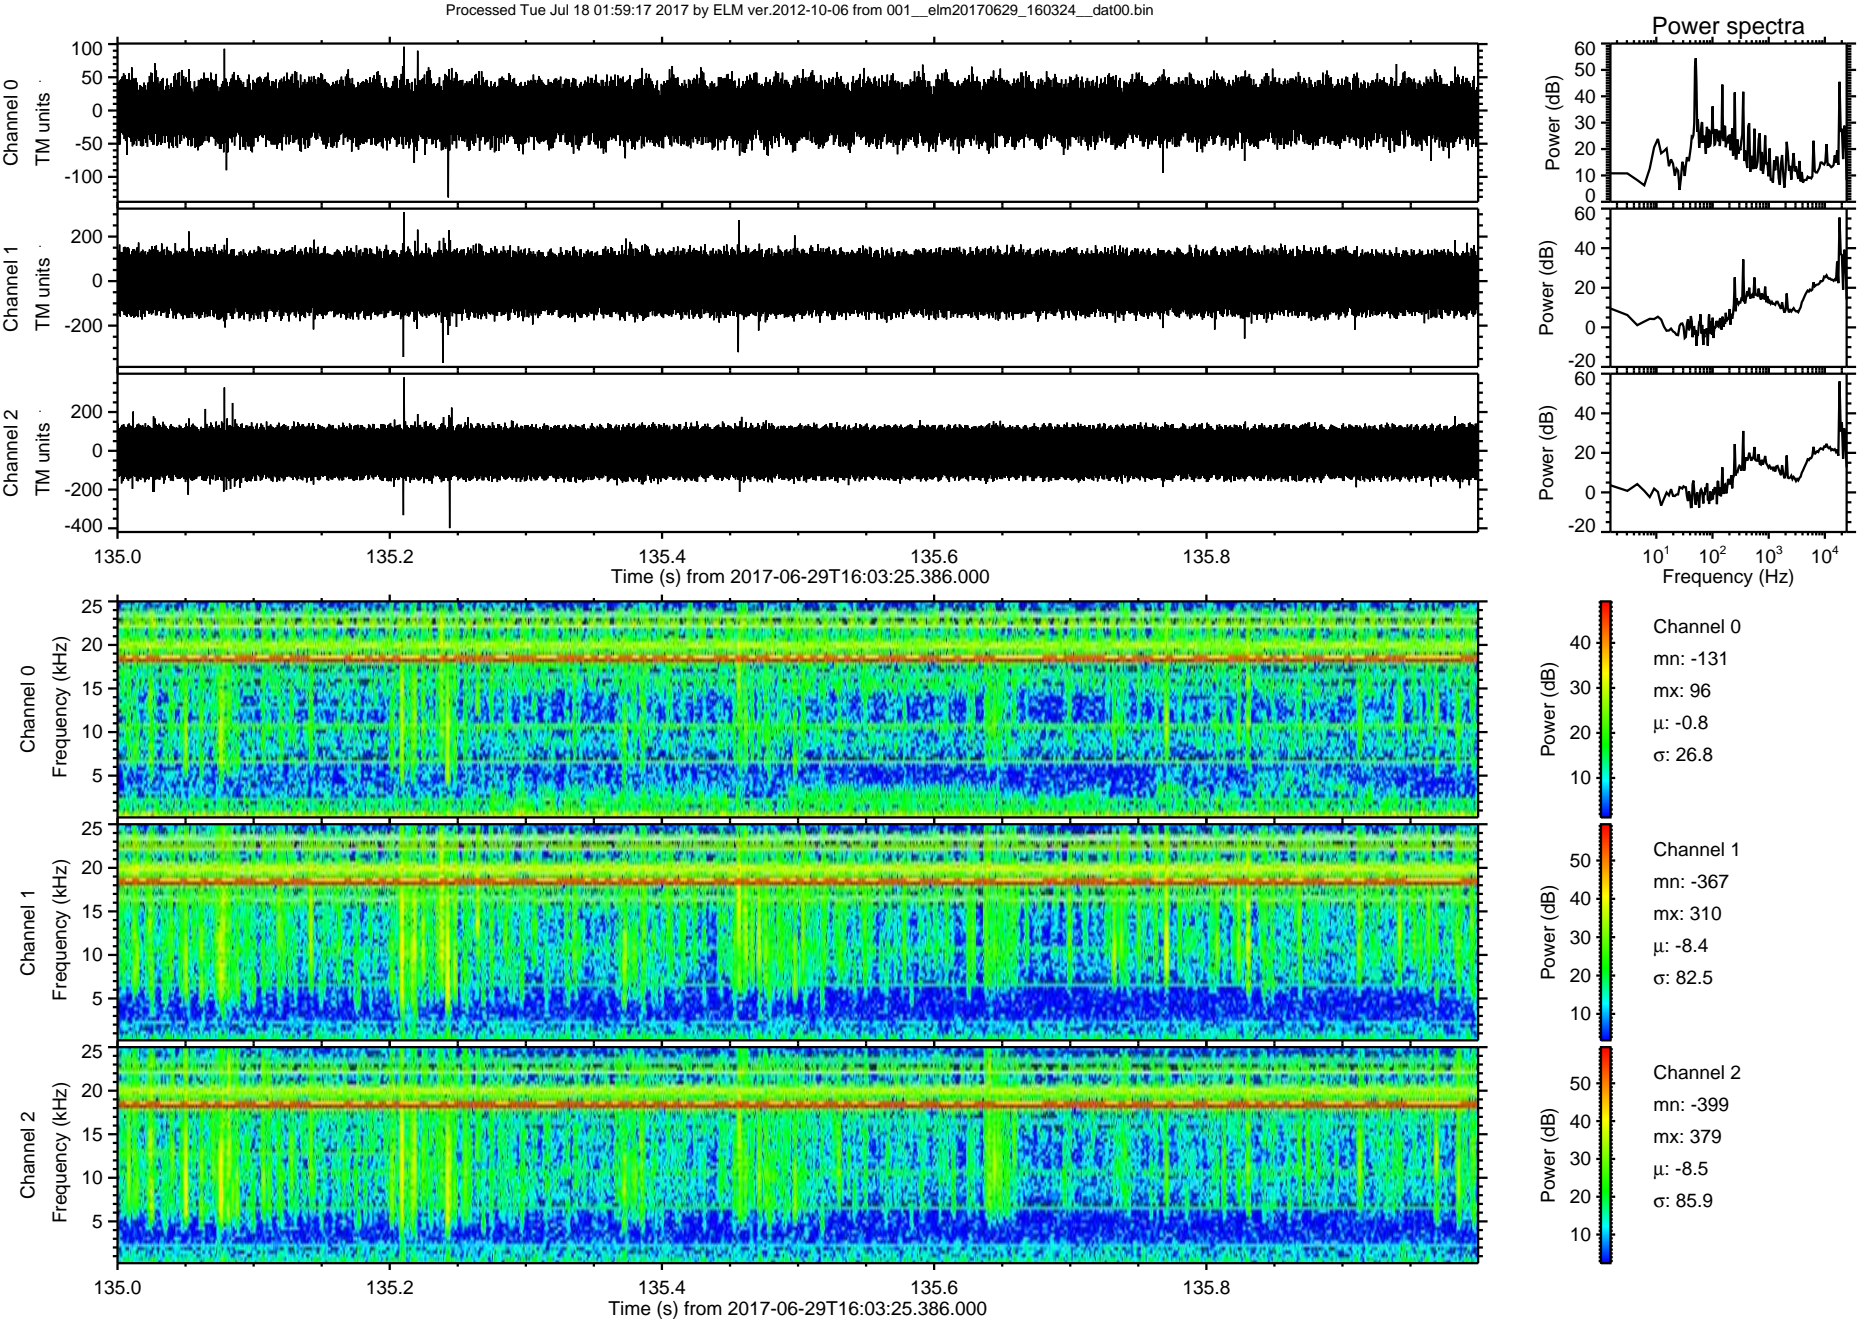 Processed Tue Jul 18 01:59:17 2017 by ELM ver.2012-10-06 from 001__elm20170629_160324__dat00.bin
Power spectra
Channel 0
TM units
100
50
0
-50
-100
Power (dB)
60
50
40
30
20
10
0
Channel 1
TM units
200
0
-200
Power (dB)
60
40
20
0
-20
Channel 2
TM units
200
0
-200
-400
Power (dB)
60
40
20
0
-20
135.0 135.2 135.4 135.6 135.8
Time (s) from 2017-06-29T16:03:25.386.000
10¹ 10² 10³ 10⁴
Frequency (Hz)
Channel 0
Frequency (kHz)
25
20
15
10
5
Power (dB)
40
30
20
10
Channel 0
mn: -131
mx: 96
μ: -0.8
σ: 26.8
Channel 1
Frequency (kHz)
25
20
15
10
5
Power (dB)
50
40
30
20
10
Channel 1
mn: -367
mx: 310
μ: -8.4
σ: 82.5
Channel 2
Frequency (kHz)
25
20
15
10
5
Power (dB)
50
40
30
20
10
Channel 2
mn: -399
mx: 379
μ: -8.5
σ: 85.9
135.0 135.2 135.4 135.6 135.8
Time (s) from 2017-06-29T16:03:25.386.000